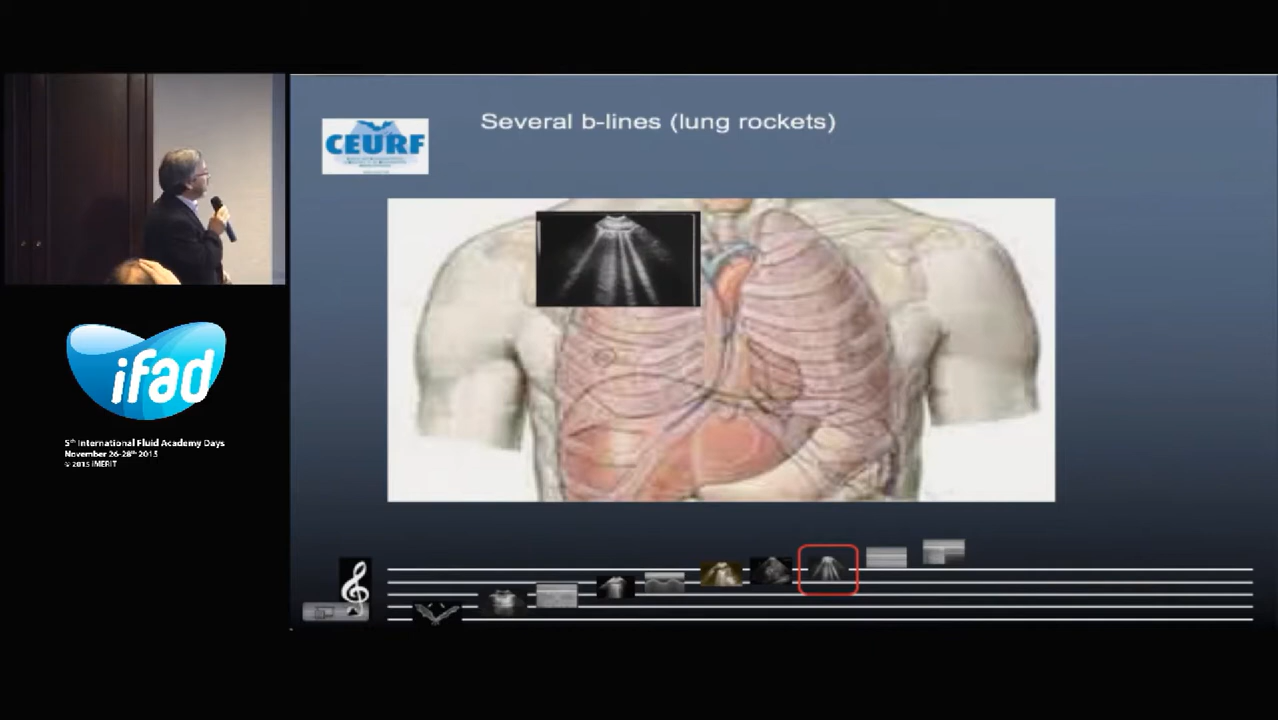 Several b-lines (lung rockets)
CEURF
ifad
5th International Fluid Academy Days
November 26-28th 2015
© 2015 iMERiT